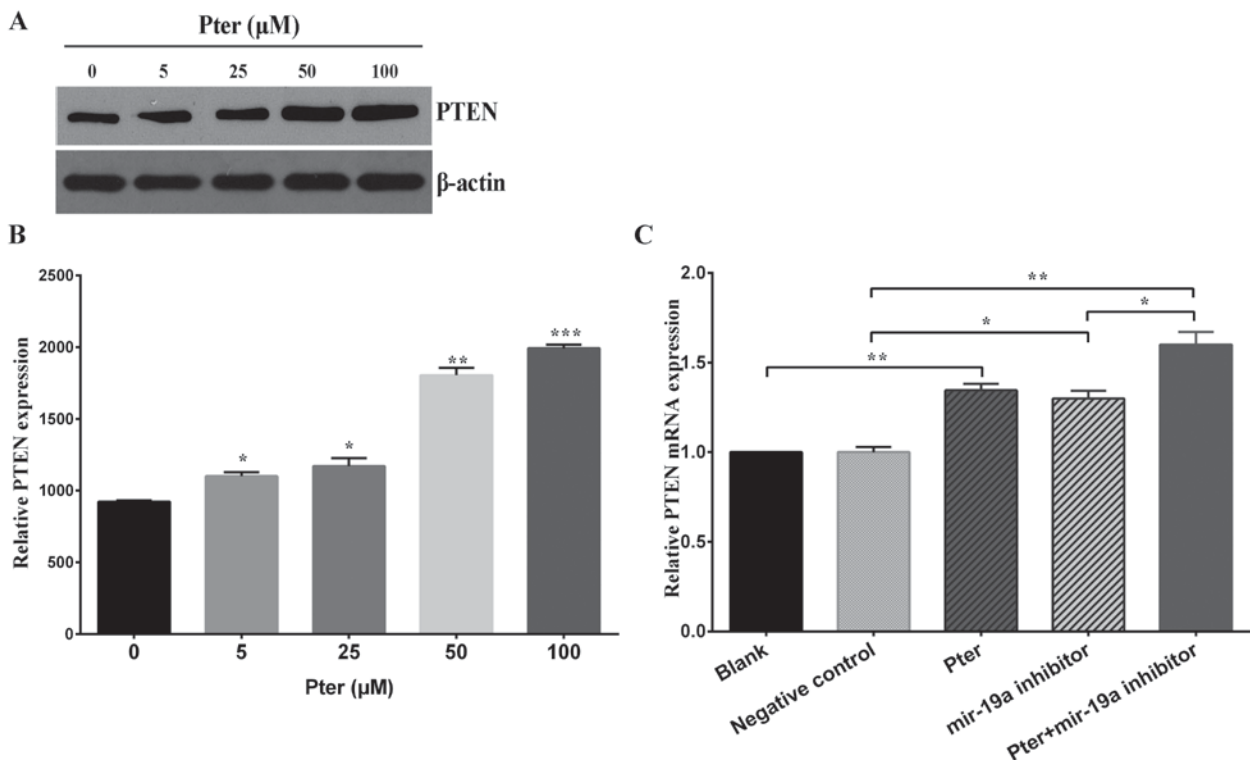 A
Pter (μM)
0 5 25 50 100
PTEN
β-actin
B
Relative PTEN expression
2500
2000
1500
1000
500
0
* * ** ***
0 5 25 50 100
Pter (μM)
C
Relative PTEN mRNA expression
2.0
1.5
1.0
0.5
0.0
**
*
*
**
Blank
Negative control
Pter
mir-19a inhibitor
Pter+mir-19a inhibitor